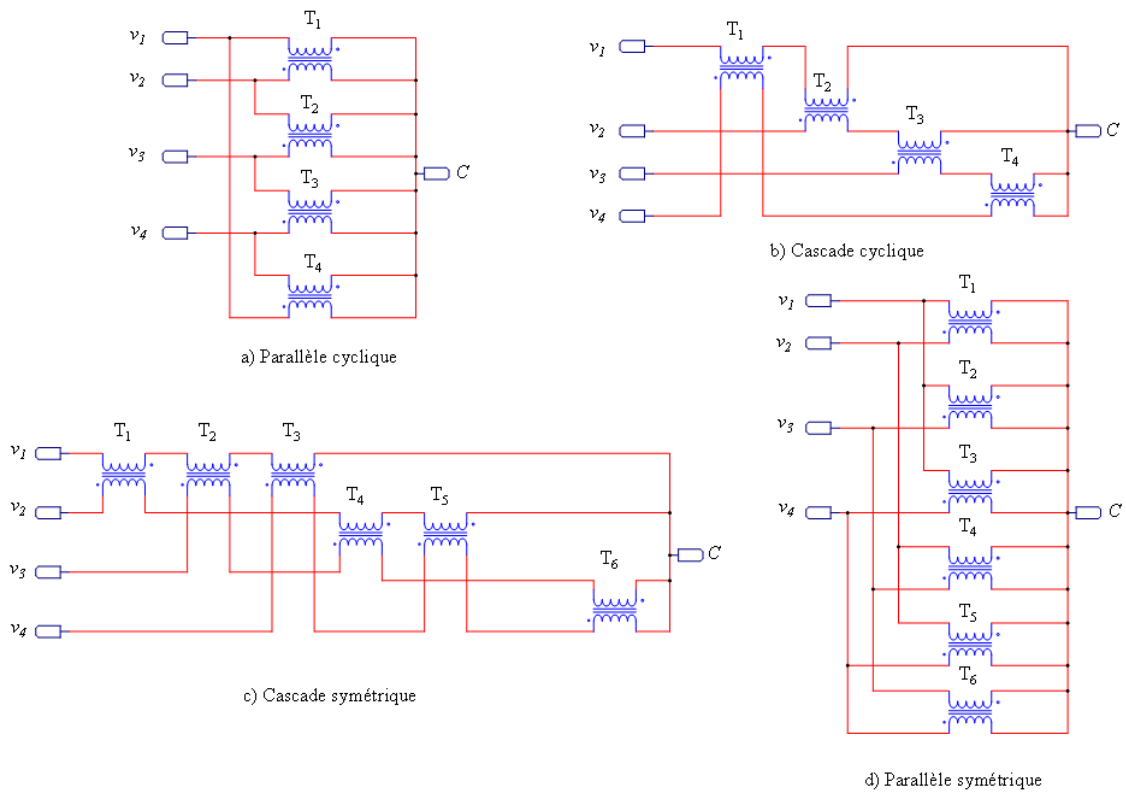 T1
v1
v2
T2
v3
T3
C
v4
T4
a) Parallèle cyclique
T1
v1
T2
T3
v2
C
T4
v3
v4
b) Cascade cyclique
T1
T2
T3
v1
T4
T5
v2
C
v3
T6
v4
c) Cascade symétrique
T1
v1
v2
T2
v3
T3
v4
C
T4
T5
T6
d) Parallèle symétrique